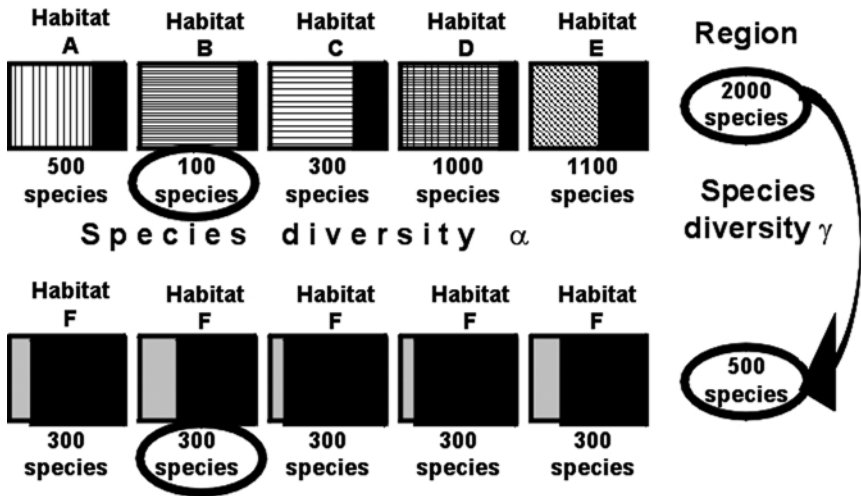 Habitat
A
Habitat
B
Habitat
C
Habitat
D
Habitat
E
Region
500
species
100
species
300
species
1000
species
1100
species
2000
species
Species diversity α
Species
diversity γ
Habitat
F
Habitat
F
Habitat
F
Habitat
F
Habitat
F
300
species
300
species
300
species
300
species
300
species
500
species